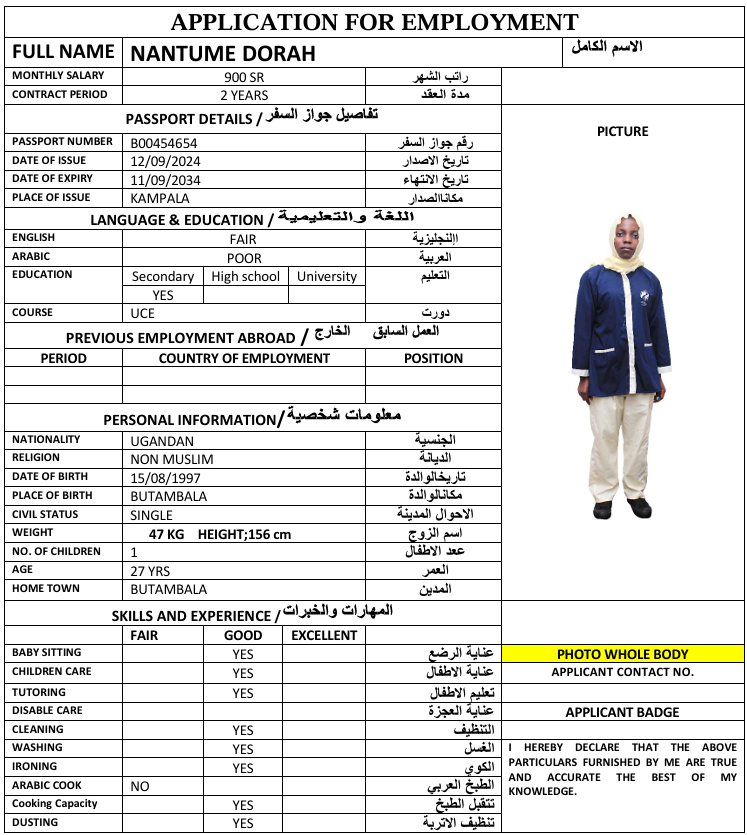 APPLICATION FOR EMPLOYMENT
FULL NAME NANTUME DORAH الاسم الكامل
MONTHLY SALARY 900 SR راتب الشهر
CONTRACT PERIOD 2 YEARS مدة العقد
PASSPORT DETAILS / تفاصيل جواز السفر
PICTURE
PASSPORT NUMBER B00454654 رقم جواز السفر
DATE OF ISSUE 12/09/2024 تاريخ الاصدار
DATE OF EXPIRY 11/09/2034 تاريخ الانتهاء
PLACE OF ISSUE KAMPALA مكاناالصدار
LANGUAGE & EDUCATION / اللغة والتعليمية
ENGLISH FAIR اإلنجليزية
ARABIC POOR العربية
EDUCATION Secondary High school University التعليم
YES
COURSE UCE دورت
PREVIOUS EMPLOYMENT ABROAD / العمل السابق الخارج
PERIOD COUNTRY OF EMPLOYMENT POSITION
PERSONAL INFORMATION/ معلومات شخصية
NATIONALITY UGANDAN الجنسية
RELIGION NON MUSLIM الديانة
DATE OF BIRTH 15/08/1997 تاريخالوالدة
PLACE OF BIRTH BUTAMBALA مكانالوالدة
CIVIL STATUS SINGLE الاحوال المدينة
WEIGHT 47 KG HEIGHT;156 cm اسم الزوج
NO. OF CHILDREN 1 عدد الاطفال
AGE 27 YRS العمر
HOME TOWN BUTAMBALA المدين
SKILLS AND EXPERIENCE / المهارات والخبرات
FAIR GOOD EXCELLENT
BABY SITTING YES عناية الرضع
PHOTO WHOLE BODY
CHILDREN CARE YES عناية الاطفال
APPLICANT CONTACT NO.
TUTORING YES تعليم الاطفال
DISABLE CARE عناية العجزة
APPLICANT BADGE
CLEANING YES التنظيف
WASHING YES الغسل
IRONING YES الكوي
ARABIC COOK NO الطبخ العربي
Cooking Capacity YES تتقبل الطبخ
DUSTING YES تنظيف الاتربة
I HEREBY DECLARE THAT THE ABOVE
PARTICULARS FURNISHED BY ME ARE TRUE
AND ACCURATE THE BEST OF MY
KNOWLEDGE.